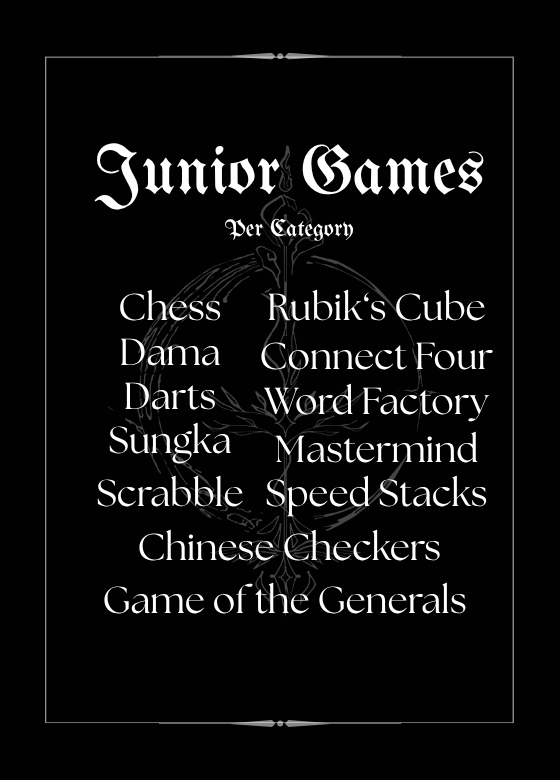 Junior Games
Per Category
Chess
Dama
Darts
Sungka
Scrabble
Rubik‘s Cube
Connect Four
Word Factory
Mastermind
Speed Stacks
Chinese Checkers
Game of the Generals